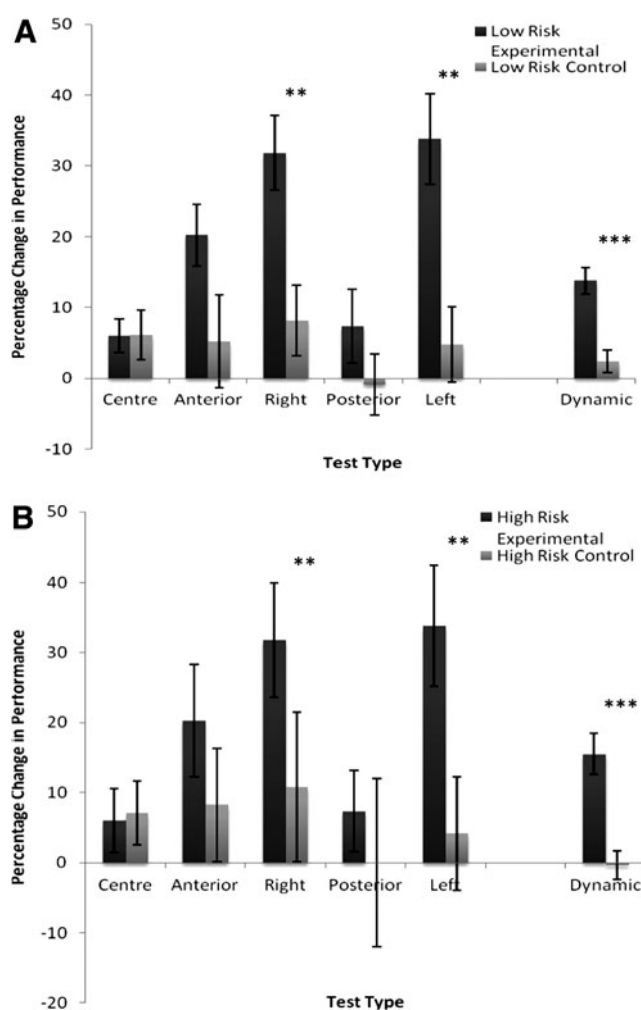 A
50
40
30
20
10
0
-10
Percentage Change in Performance
Low Risk
Experimental
Low Risk Control
**
**
***
Centre Anterior Right Posterior Left Dynamic
Test Type
B
50
40
30
20
10
0
-10
-20
Percentage Change in Performance
High Risk
Experimental
High Risk Control
**
**
***
Centre Anterior Right Posterior Left Dynamic
Test Type